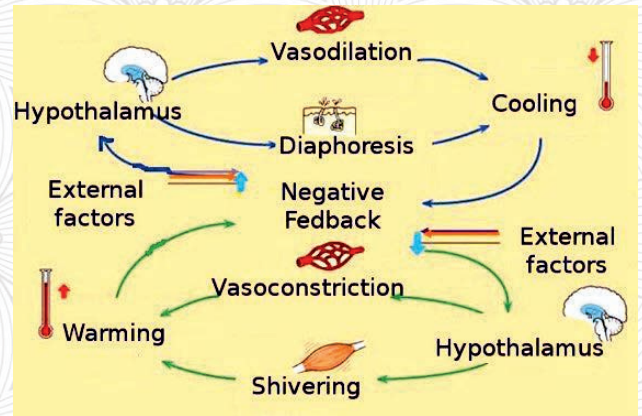 Vasodilation
Hypothalamus
Cooling
Diaphoresis
External
factors
Negative
Fedback
External
factors
Vasoconstriction
Warming
Hypothalamus
Shivering